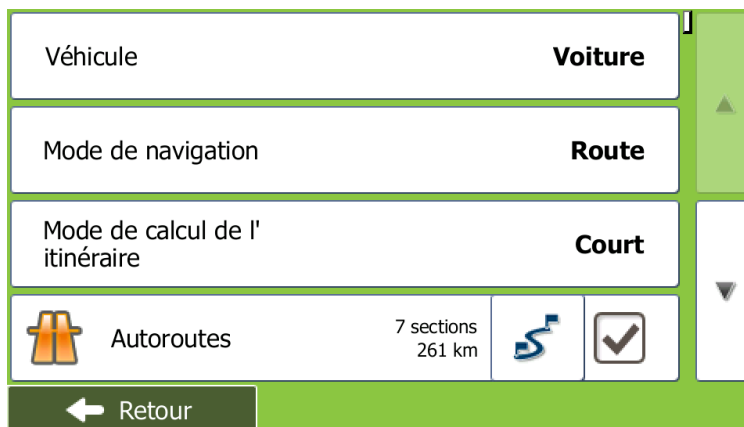 Véhicule
Voiture
Mode de navigation
Route
Mode de calcul de l'
itinéraire
Court
Autoroutes
7 sections
261 km
Retour